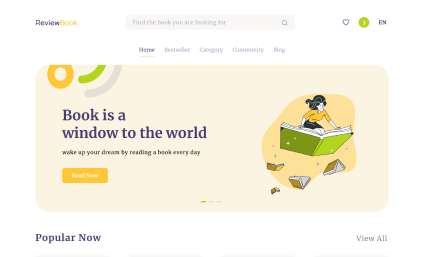 ReviewBook
Find the book you are looking for
EN
Home Bestseller Category Community Blog
Book is a
window to the world
wake up your dream by reading a book every day
Read Now
Popular Now
View All